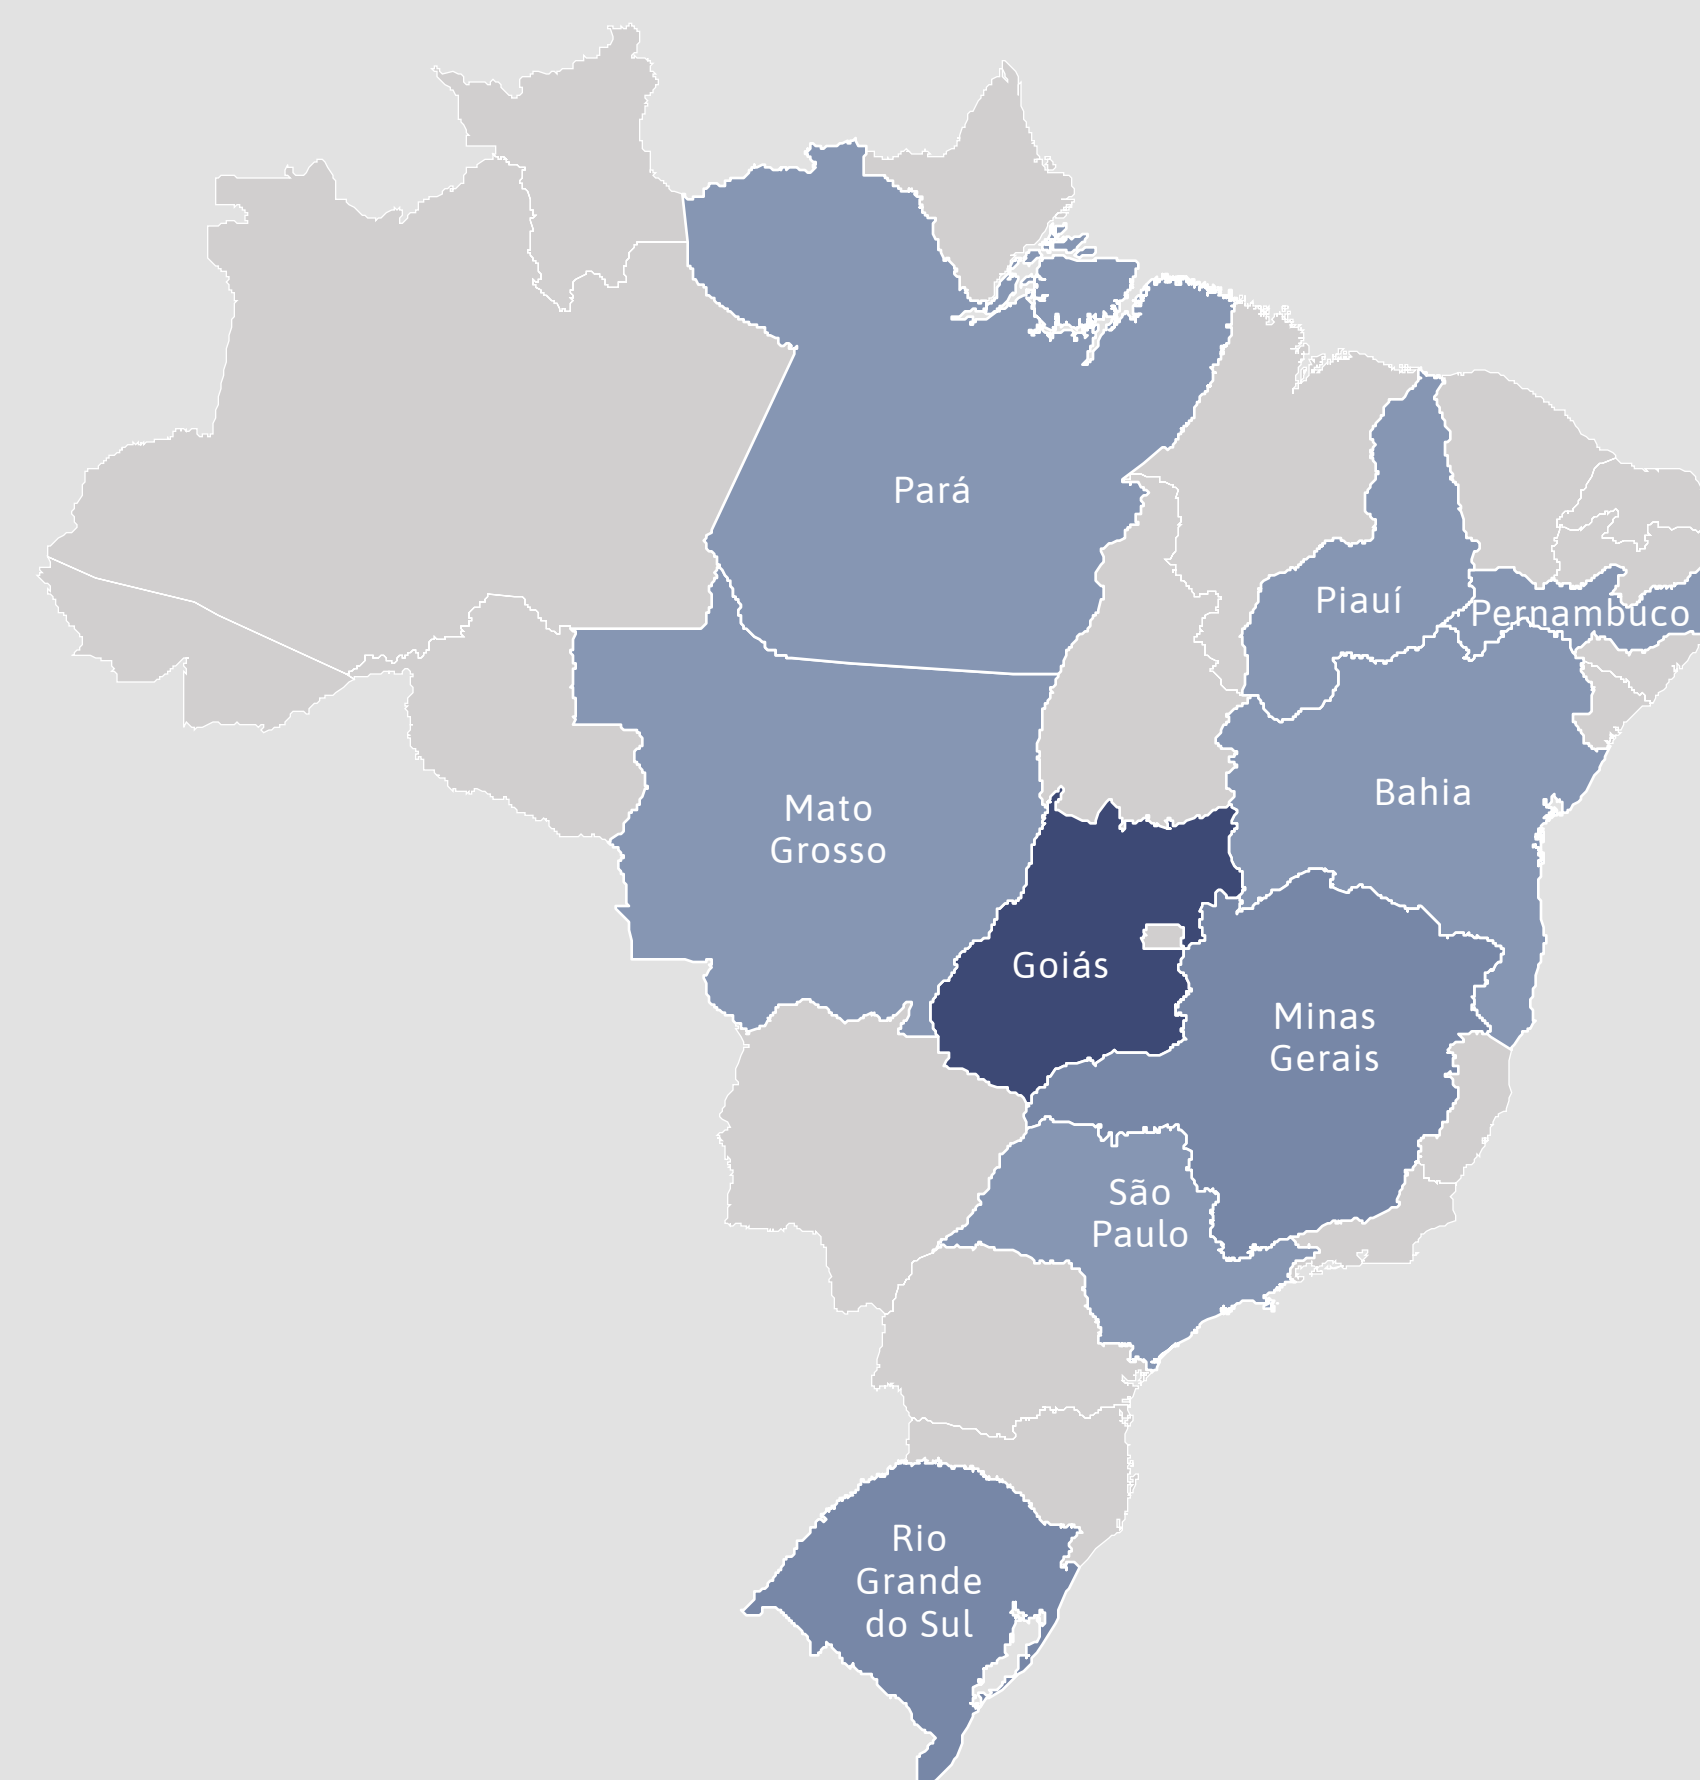 Pará
Piauí
Pernambuco
Bahia
Mato
Grosso
Goiás
Minas
Gerais
São
Paulo
Rio
Grande
do Sul